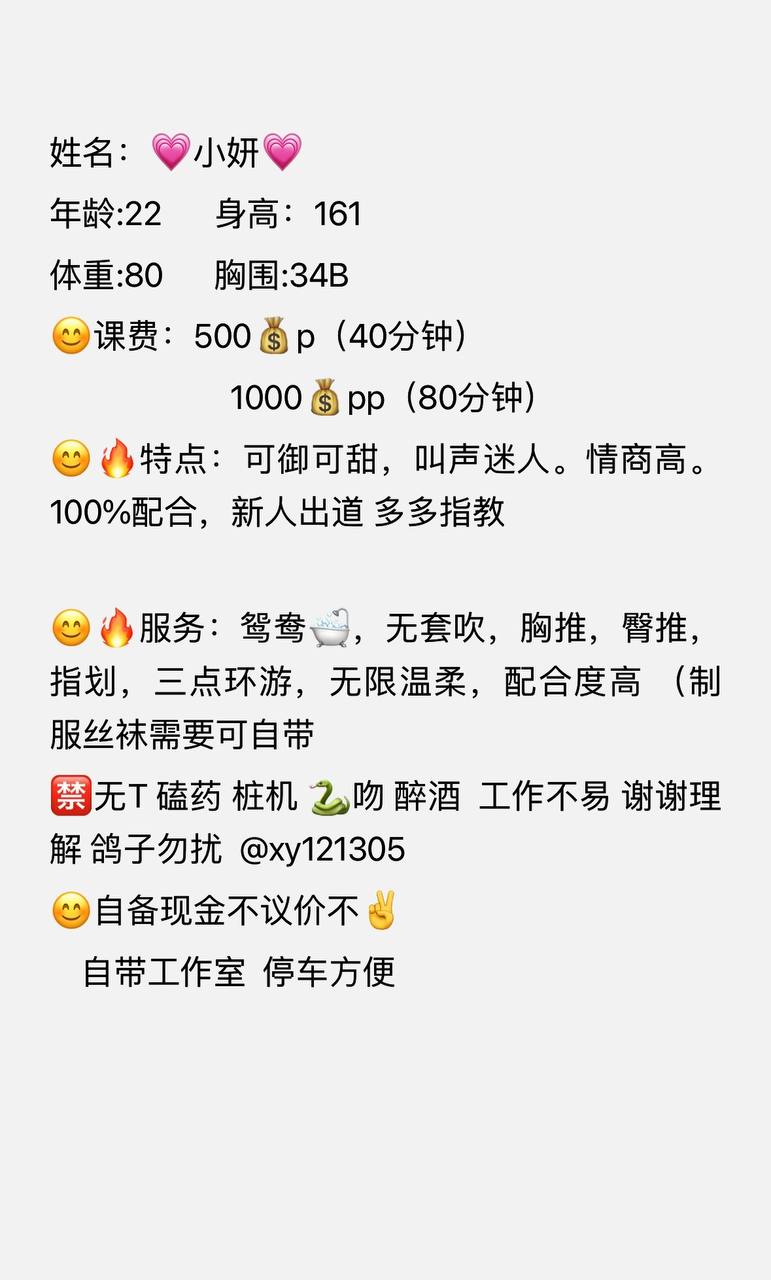 姓名：💗小妍💗
年龄:22 身高：161
体重:80 胸围:34B
😊课费：500💰p（40分钟）
1000💰pp（80分钟）
😊🔥特点：可御可甜，叫声迷人。情商高。
100%配合，新人出道 多多指教
😊🔥服务：鸳鸯🛁，无套吹，胸推，臀推，
指划，三点环游，无限温柔，配合度高 （制
服丝袜需要可自带
🈲无T 磕药 桩机 🐍吻 醉酒 工作不易 谢谢理
解 鸽子勿扰 @xy121305
😊自备现金不议价不✌️
自带工作室 停车方便